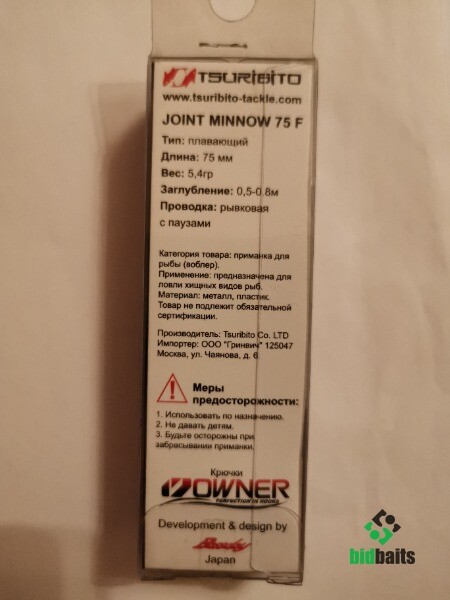 TSURIBITO
www.tsuribito-tackle.com
JOINT MINNOW 75 F
Тип: плавающий
Длина: 75 мм
Вес: 5,4гр
Заглубление: 0,5-0,8м
Проводка: рывковая
с паузами
Категория товара: приманка для
рыбы (воблер).
Применение: предназначена для
ловли хищных видов рыб.
Материал: металл, пластик.
Товар не подлежит обязательной
сертификации.
Производитель: Tsuribito Co. LTD
Импортер: ООО "Гринвич" 125047
Москва, ул. Чаянова, д. 6
Меры
предосторожности:
1. Использовать по назначению.
2. Не давать детям.
3. Будьте осторожны при
забрасывании приманки.
Крючки
OWNER
PERFECTION IN HOOKS
Development & design by
Japan
bidbaits